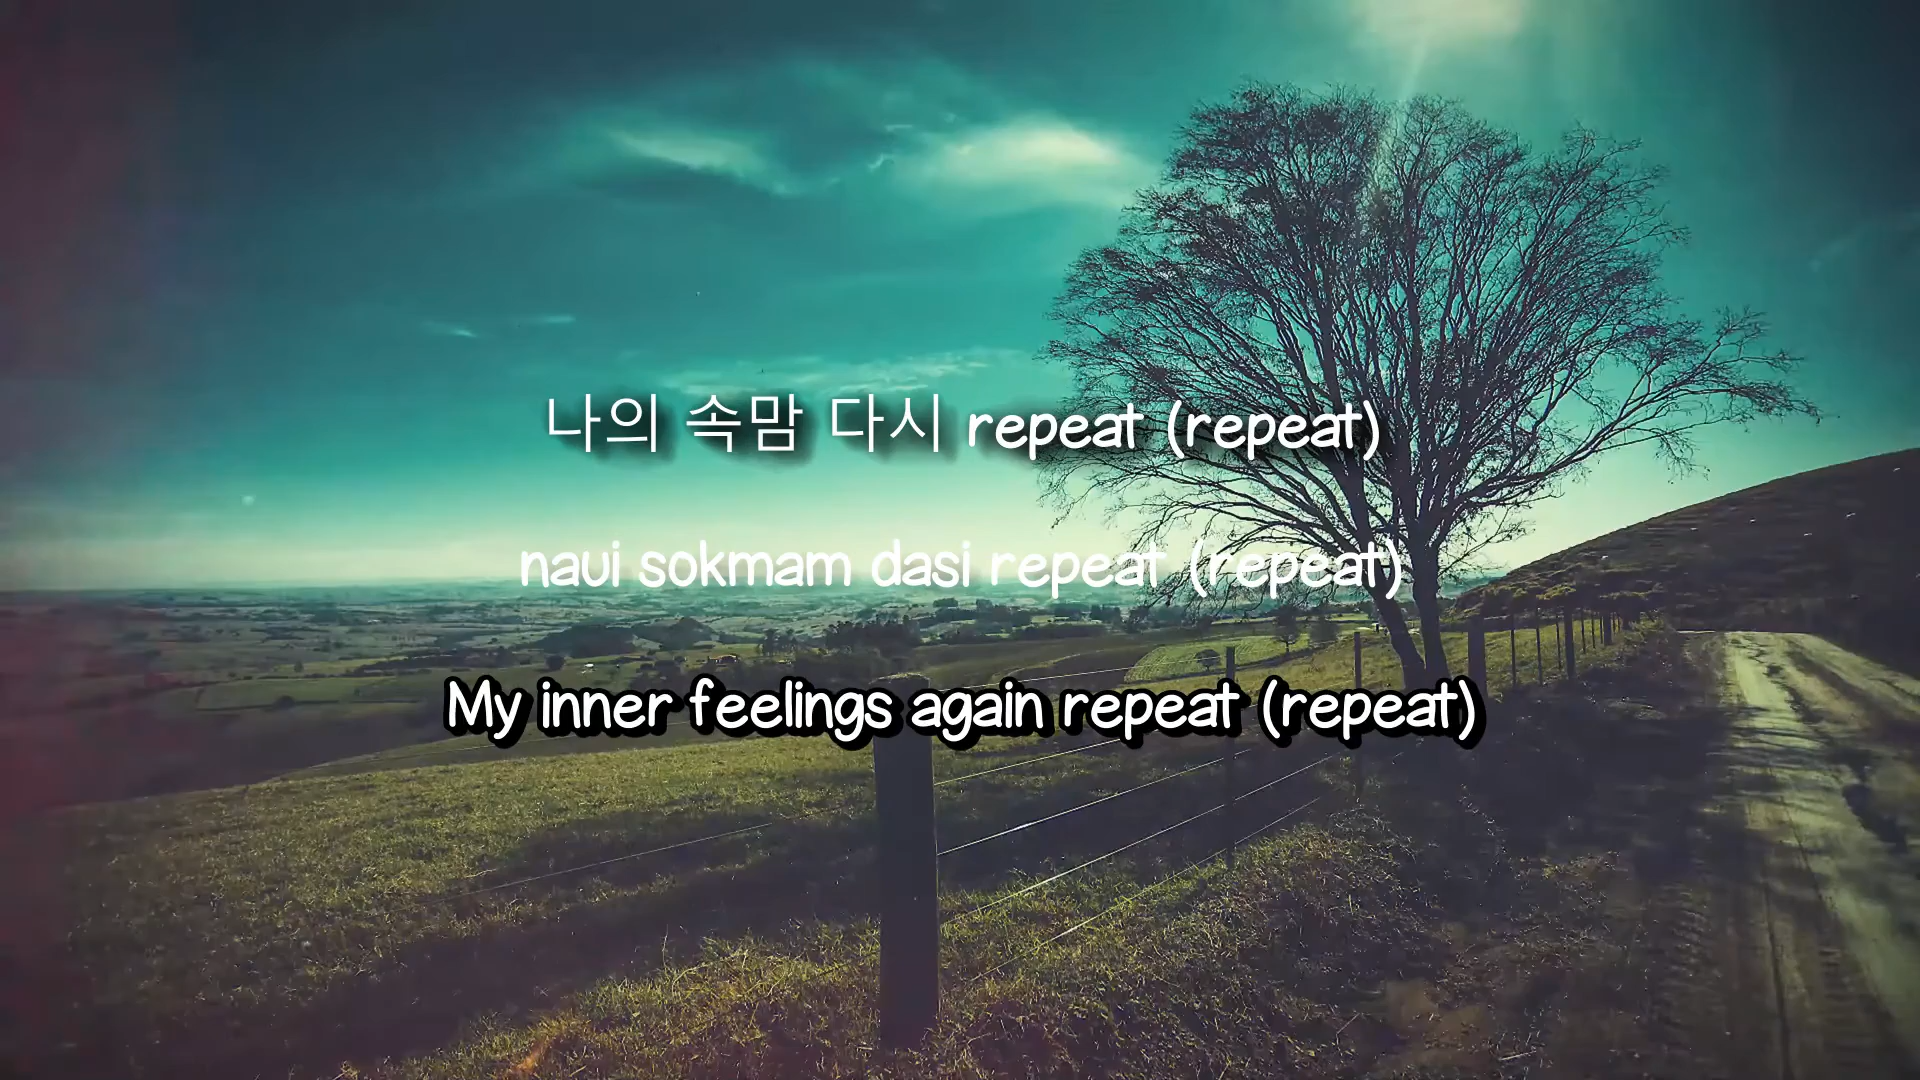 나의 속맘 다시 repeat (repeat)
naui sokmam dasi repeat (repeat)
My inner feelings again repeat (repeat)